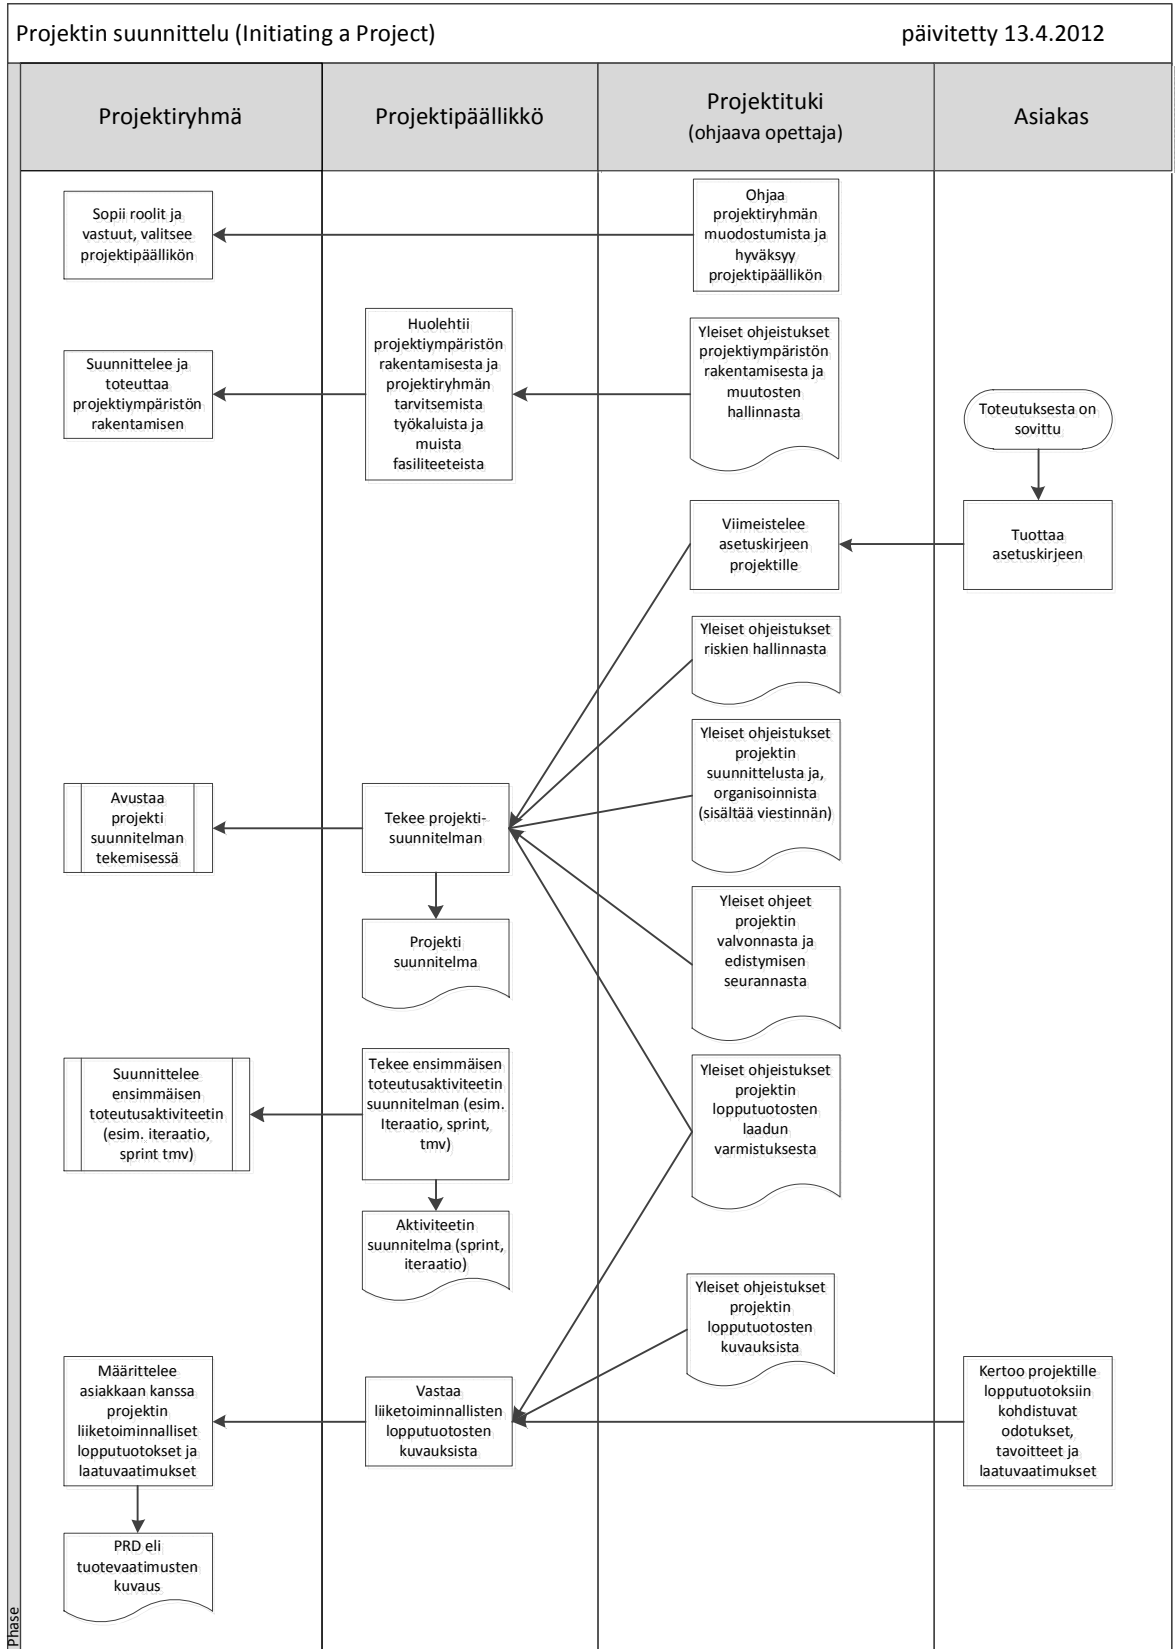 Projektin suunnittelu (Initiating a Project)
päivitetty 13.4.2012
Projektiryhmä
Projektipäällikkö
Projektituki
(ohjaava opettaja)
Asiakas
Sopii roolit ja
vastuut, valitsee
projektipäällikön
Ohjaa
projektiryhmän
muodostumista ja
hyväksyy
projektipäällikön
Suunnittelee ja
toteuttaa
projektiympäristön
rakentamisen
Huolehtii
projektiympäristön
rakentamisesta ja
projektiryhmän
tarvitsemista
työkaluista ja
muista
fasiliteeteista
Yleiset ohjeistukset
projektiympäristön
rakentamisesta ja
muutosten
hallinnasta
Toteutuksesta on
sovittu
Viimeistelee
asetuskirjeen
projektille
Tuottaa
asetuskirjeen
Yleiset ohjeistukset
riskien hallinnasta
Yleiset ohjeistukset
projektin
suunnittelusta ja,
organisoinnista
(sisältää viestinnän)
Avustaa
projekti
suunnitelman
tekemisessä
Tekee projekti-
suunnitelman
Yleiset ohjeet
projektin
valvonnasta ja
edistymisen
seurannasta
Projekti
suunnitelma
Suunnittelee
ensimmäisen
toteutusaktiviteetin
(esim. iteraatio,
sprint tmv)
Tekee ensimmäisen
toteutusaktiviteetin
suunnitelman (esim.
Iteraatio, sprint,
tmv)
Yleiset ohjeistukset
projektin
lopputuotosten
laadun
varmistuksesta
Aktiviteetin
suunnitelma (sprint,
iteraatio)
Yleiset ohjeistukset
projektin
lopputuotosten
kuvauksista
Määrittelee
asiakkaan kanssa
projektin
liiketoiminnalliset
lopputuotokset ja
laatuvaatimukset
Vastaa
liiketoiminnallisten
lopputuotosten
kuvauksista
Kertoo projektille
lopputuotoksiin
kohdistuvat
odotukset,
tavoitteet ja
laatuvaatimukset
PRD eli
tuotevaatimusten
kuvaus
Phase